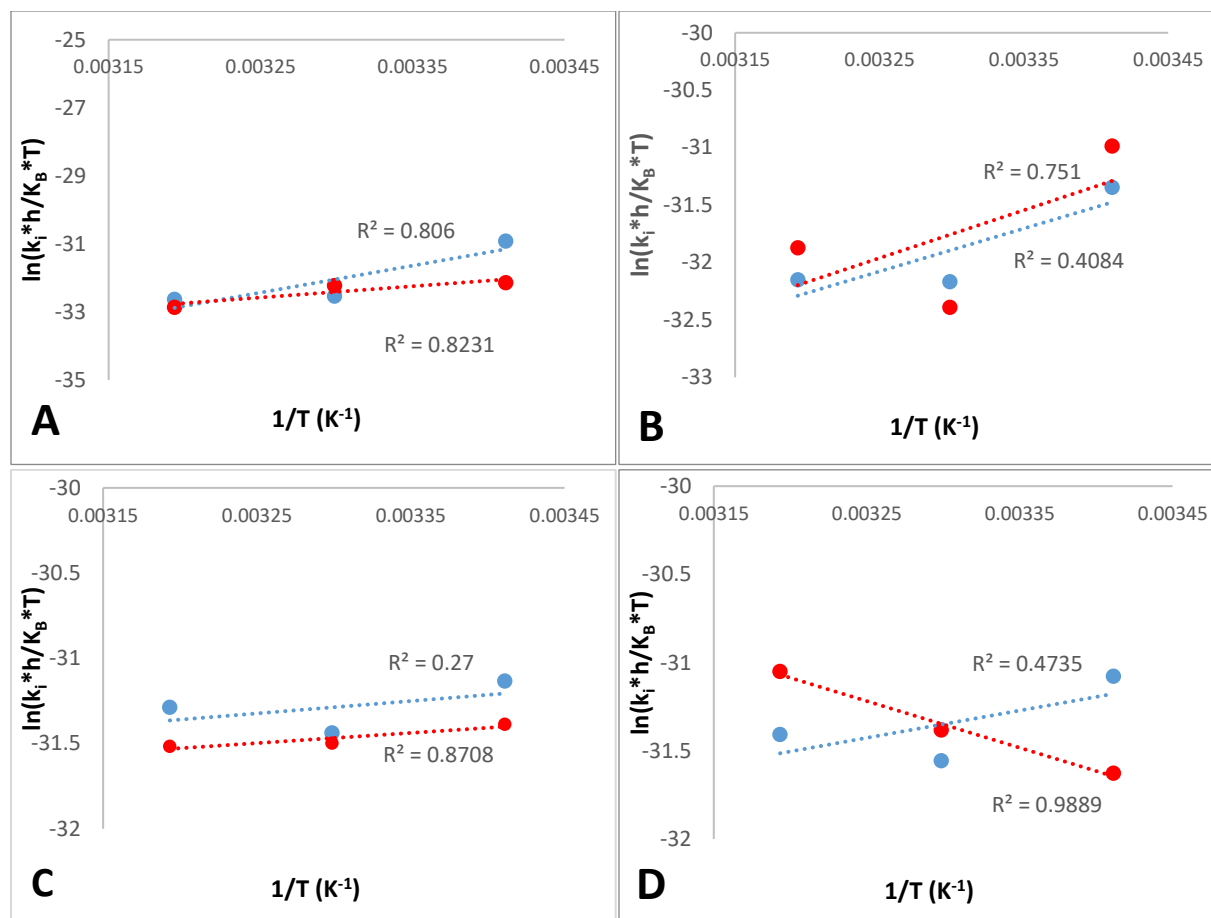 -25
0.00315 0.00325 0.00335 0.00345
-27
-29
-31
-33
-35
ln(kᵢ*h/K_B*T)
R² = 0.806
R² = 0.8231
1/T (K⁻¹)
A
-30
0.00315 0.00325 0.00335 0.00345
-30.5
-31
-31.5
-32
-32.5
-33
ln(kᵢ*h/K_B*T)
R² = 0.751
R² = 0.4084
1/T (K⁻¹)
B
-30
0.00315 0.00325 0.00335 0.00345
-30.5
-31
-31.5
-32
ln(kᵢ*h/K_B*T)
R² = 0.27
R² = 0.8708
1/T (K⁻¹)
C
-30
0.00315 0.00325 0.00335 0.00345
-30.5
-31
-31.5
-32
ln(kᵢ*h/K_B*T)
R² = 0.4735
R² = 0.9889
1/T (K⁻¹)
D